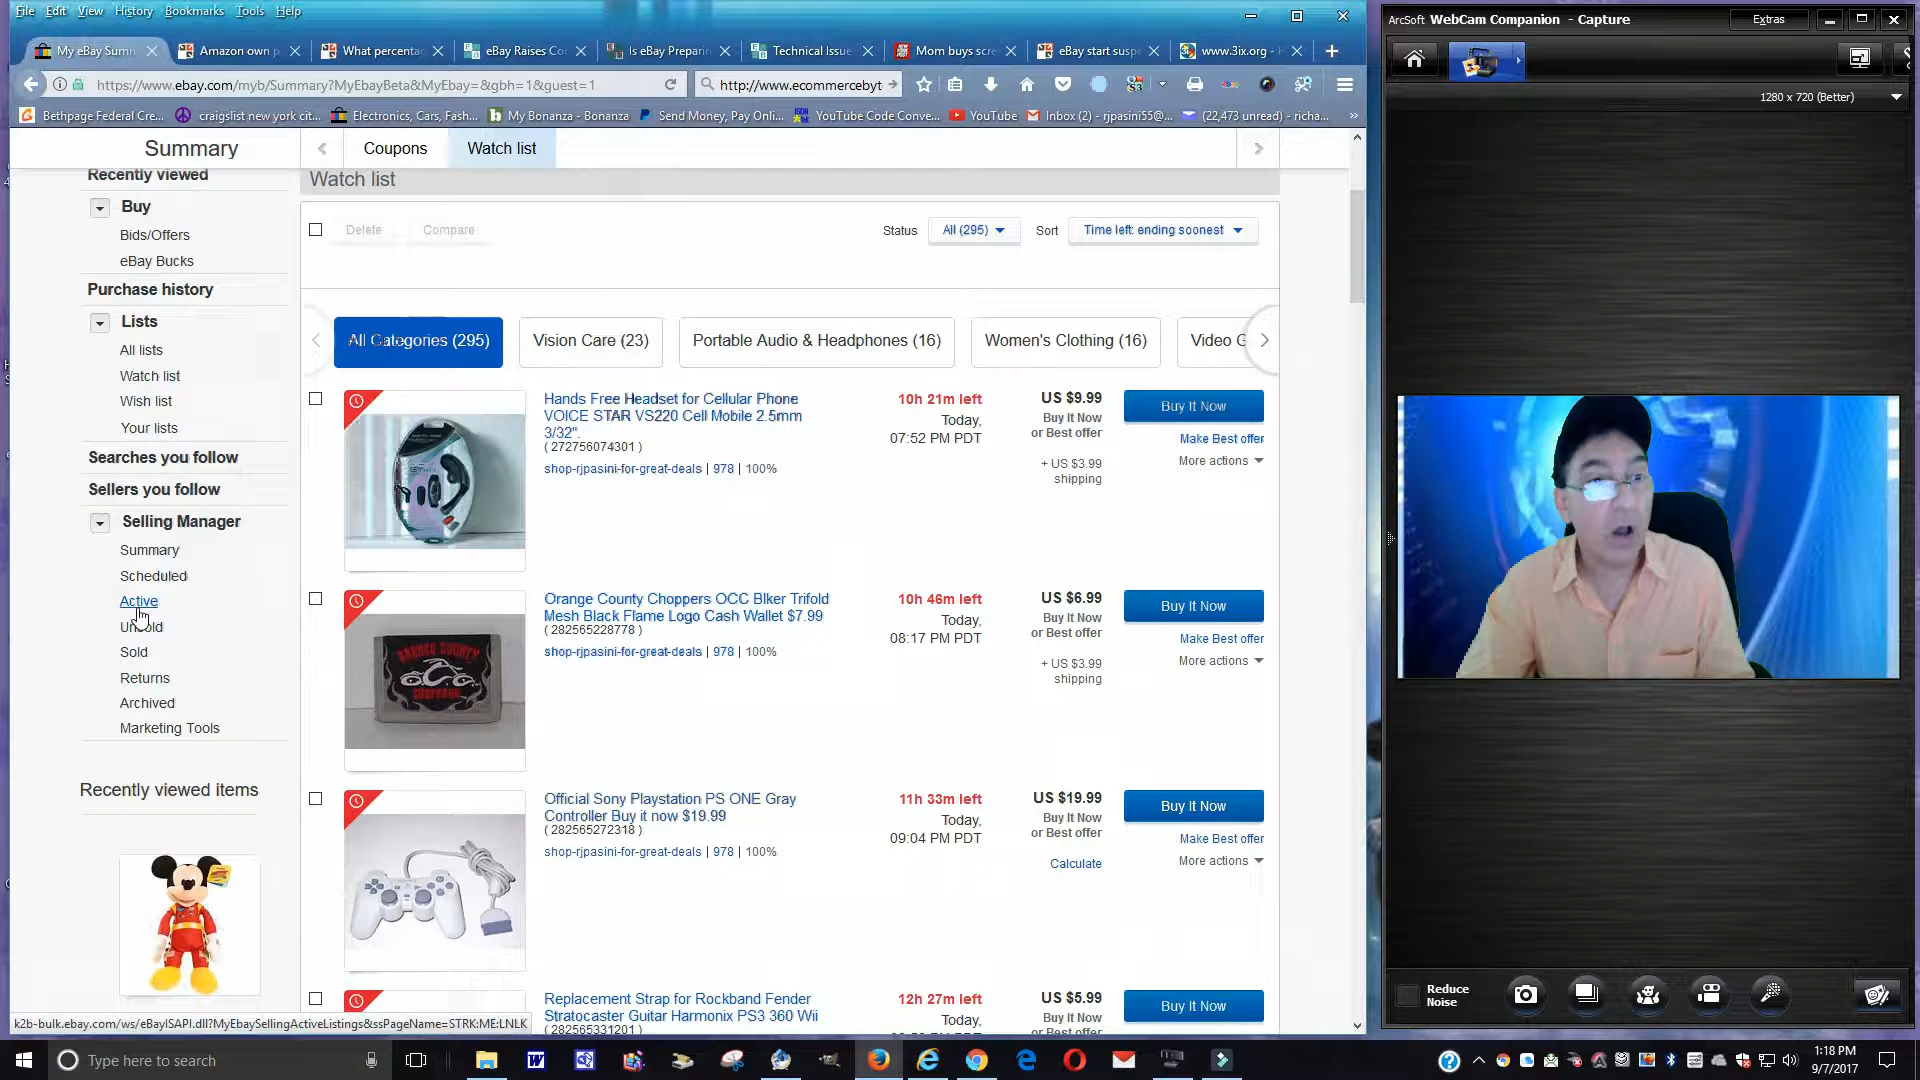 File Edit View History Bookmarks Tools Help
My eBay Summ
Amazon own p
What percenta
eBay Raises Co
Is eBay Preparin
Technical Issue
Mom buys scre
eBay start susp
www.3ix.org - H
https://www.ebay.com/myb/Summary?MyEbayBeta&MyEbay=&gbh=1&guest=1
http://www.ecommercebyt
Bethpage Federal Cre...
craigslist new york cit...
Electronics, Cars, Fash...
My Bonanza - Bonanza
Send Money, Pay Onli...
YouTube Code Conve...
YouTube
Inbox (2) - rjpasini55@...
(22,473 unread) - richa...
Summary
Coupons
Watch list
Recently viewed
Buy
Bids/Offers
eBay Bucks
Purchase history
Lists
All lists
Watch list
Wish list
Your lists
Searches you follow
Sellers you follow
Selling Manager
Summary
Scheduled
Active
Unsold
Sold
Returns
Archived
Marketing Tools
Recently viewed items
Watch list
Delete
Compare
Status
All (295)
Sort
Time left: ending soonest
All Categories (295)
Vision Care (23)
Portable Audio & Headphones (16)
Women's Clothing (16)
Video G
Hands Free Headset for Cellular Phone
VOICE STAR VS220 Cell Mobile 2.5mm
3/32".
( 272756074301 )
shop-rjpasini-for-great-deals | 978 | 100%
10h 21m left
Today,
07:52 PM PDT
US $9.99
Buy It Now
or Best offer
+ US $3.99
shipping
Buy It Now
Make Best offer
More actions
ORANGE COUNTY
CHOPPERS
Orange County Choppers OCC BIker Trifold
Mesh Black Flame Logo Cash Wallet $7.99
( 282565228778 )
shop-rjpasini-for-great-deals | 978 | 100%
10h 46m left
Today,
08:17 PM PDT
US $6.99
Buy It Now
or Best offer
+ US $3.99
shipping
Buy It Now
Make Best offer
More actions
Official Sony Playstation PS ONE Gray
Controller Buy it now $19.99
( 282565272318 )
shop-rjpasini-for-great-deals | 978 | 100%
11h 33m left
Today,
09:04 PM PDT
US $19.99
Buy It Now
or Best offer
Calculate
Buy It Now
Make Best offer
More actions
Replacement Strap for Rockband Fender
Stratocaster Guitar Harmonix PS3 360 Wii
( 282565331201 )
12h 27m left
Today,
US $5.99
Buy It Now
or Best offer
Buy It Now
k2b-bulk.ebay.com/ws/eBayISAPI.dll?MyEbaySellingActiveListings&ssPageName=STRK:ME:LNLK
ArcSoft WebCam Companion - Capture
Extras
1280 x 720 (Better)
Reduce
Noise
Type here to search
1:18 PM
9/7/2017